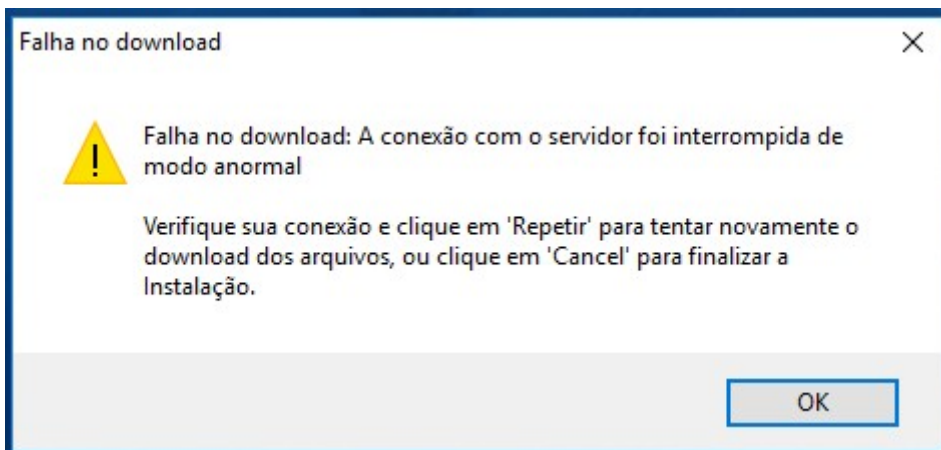 Falha no download
Falha no download: A conexão com o servidor foi interrompida de
modo anormal
Verifique sua conexão e clique em 'Repetir' para tentar novamente o
download dos arquivos, ou clique em 'Cancel' para finalizar a
Instalação.
OK